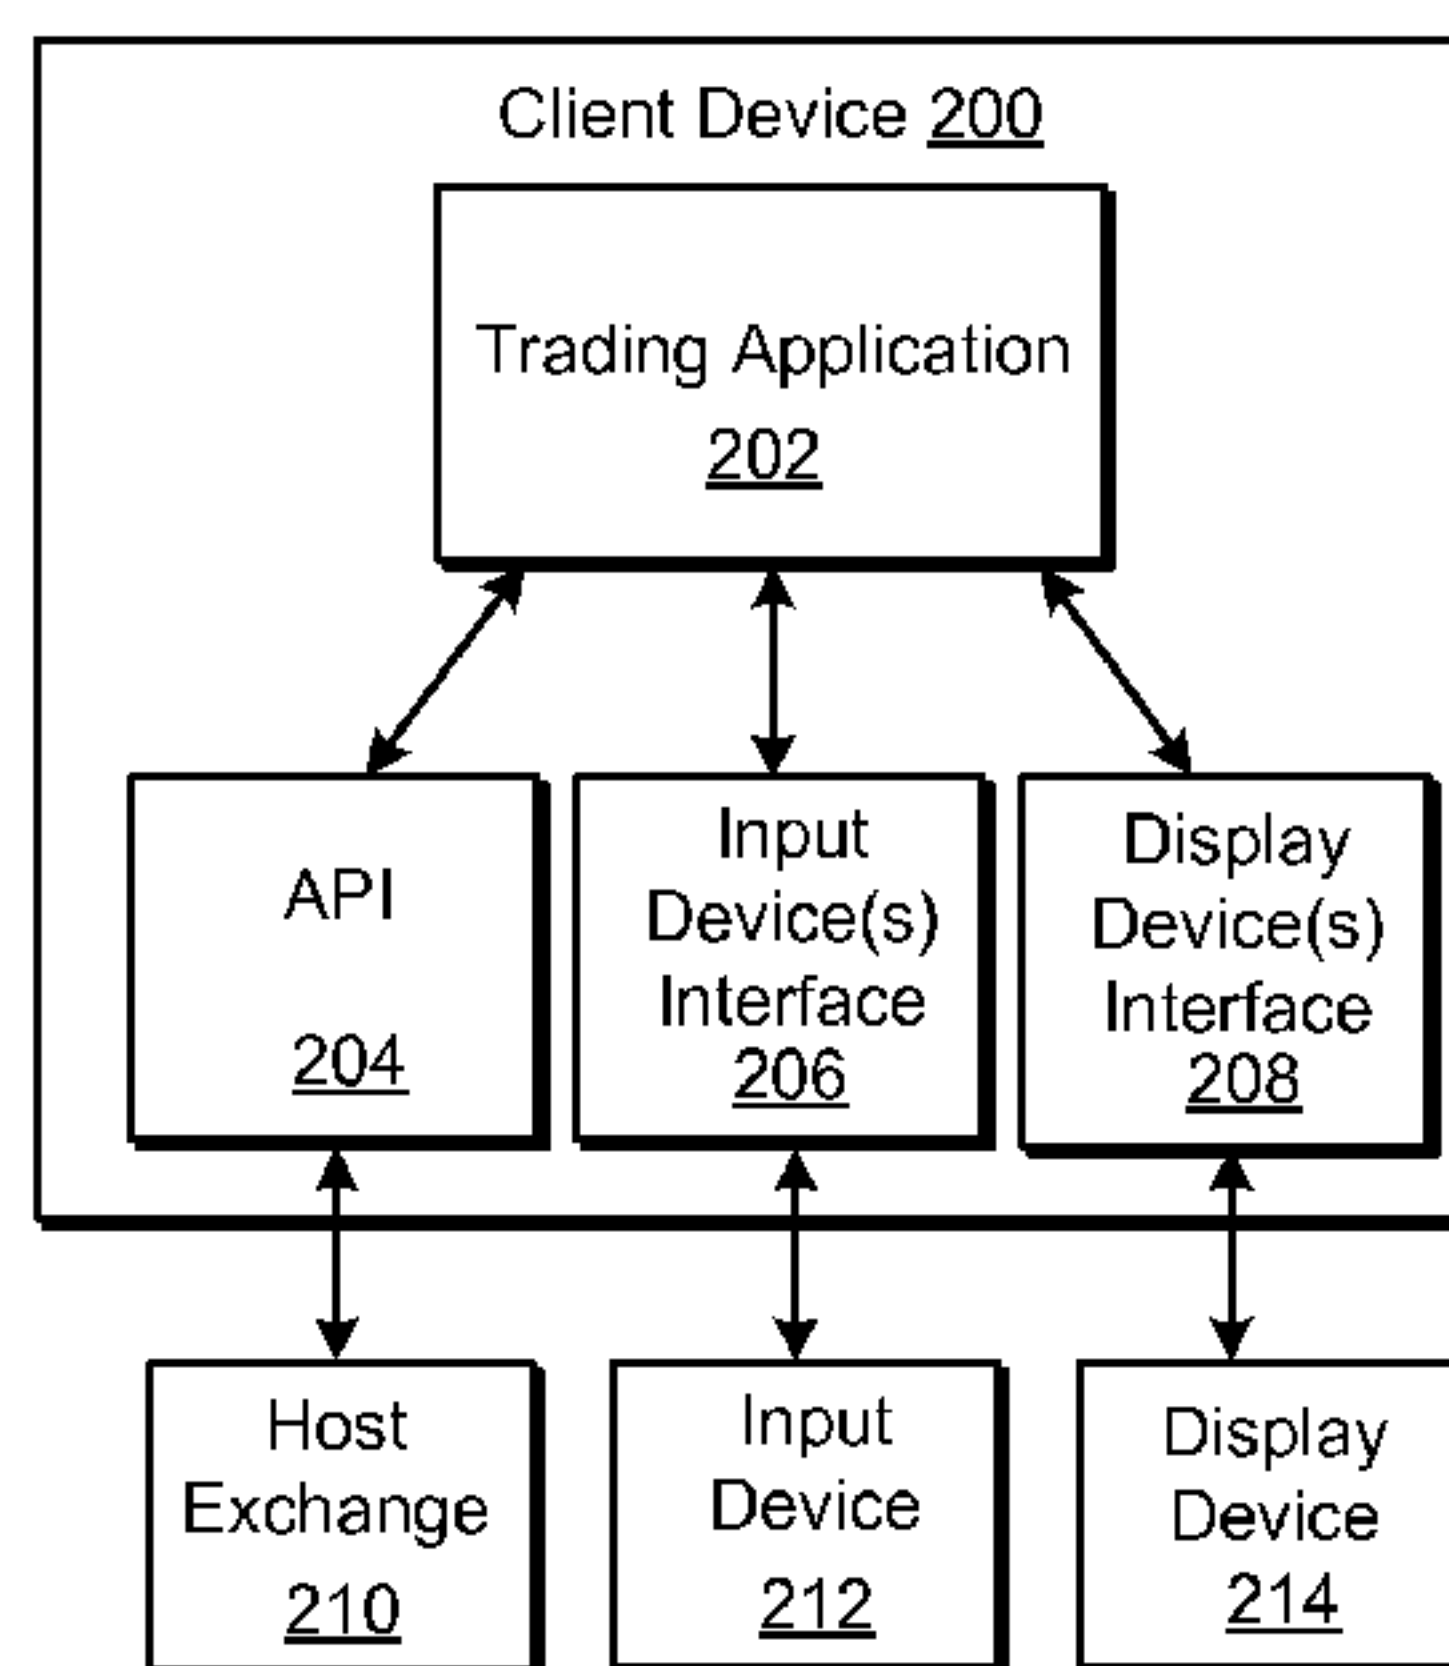 Client Device 200
Trading Application
202
API
204
Input
Device(s)
Interface
206
Display
Device(s)
Interface
208
Host
Exchange
210
Input
Device
212
Display
Device
214